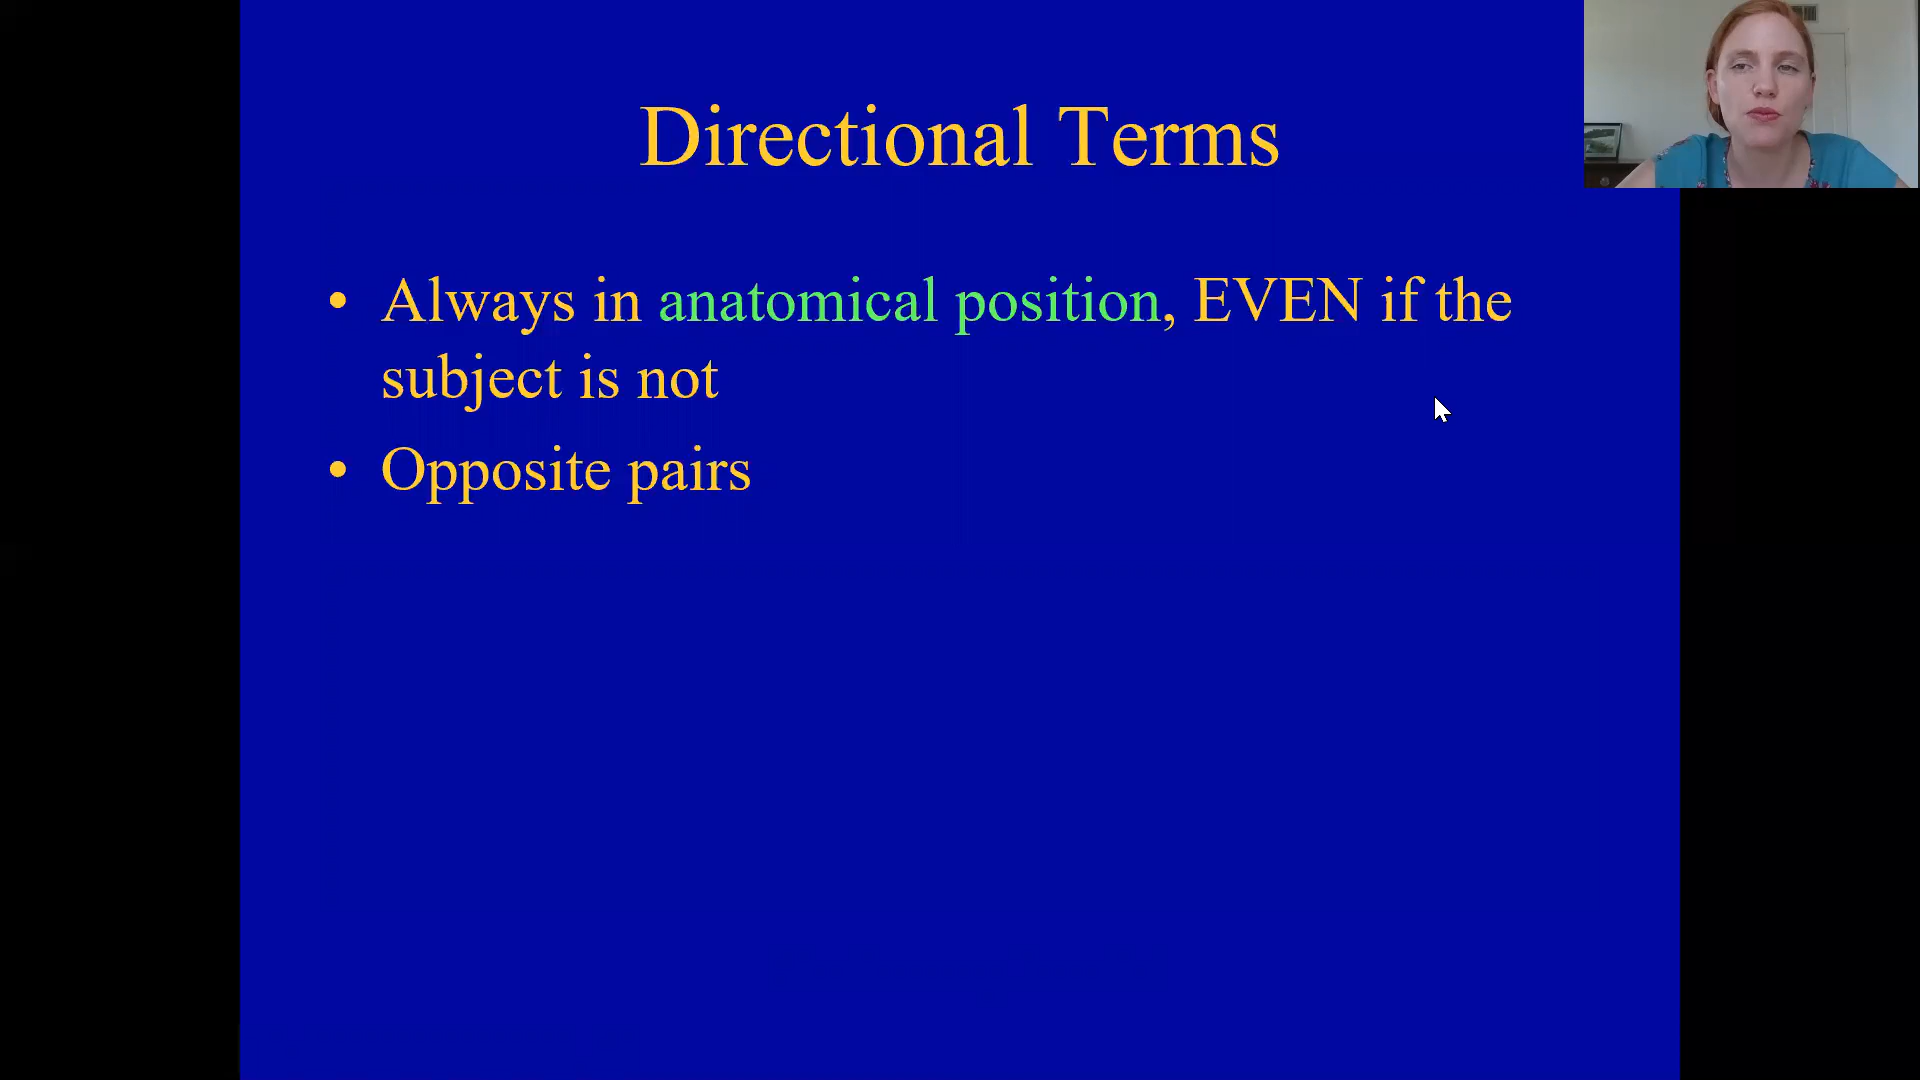 Directional Terms
• Always in anatomical position, EVEN if the
subject is not
• Opposite pairs